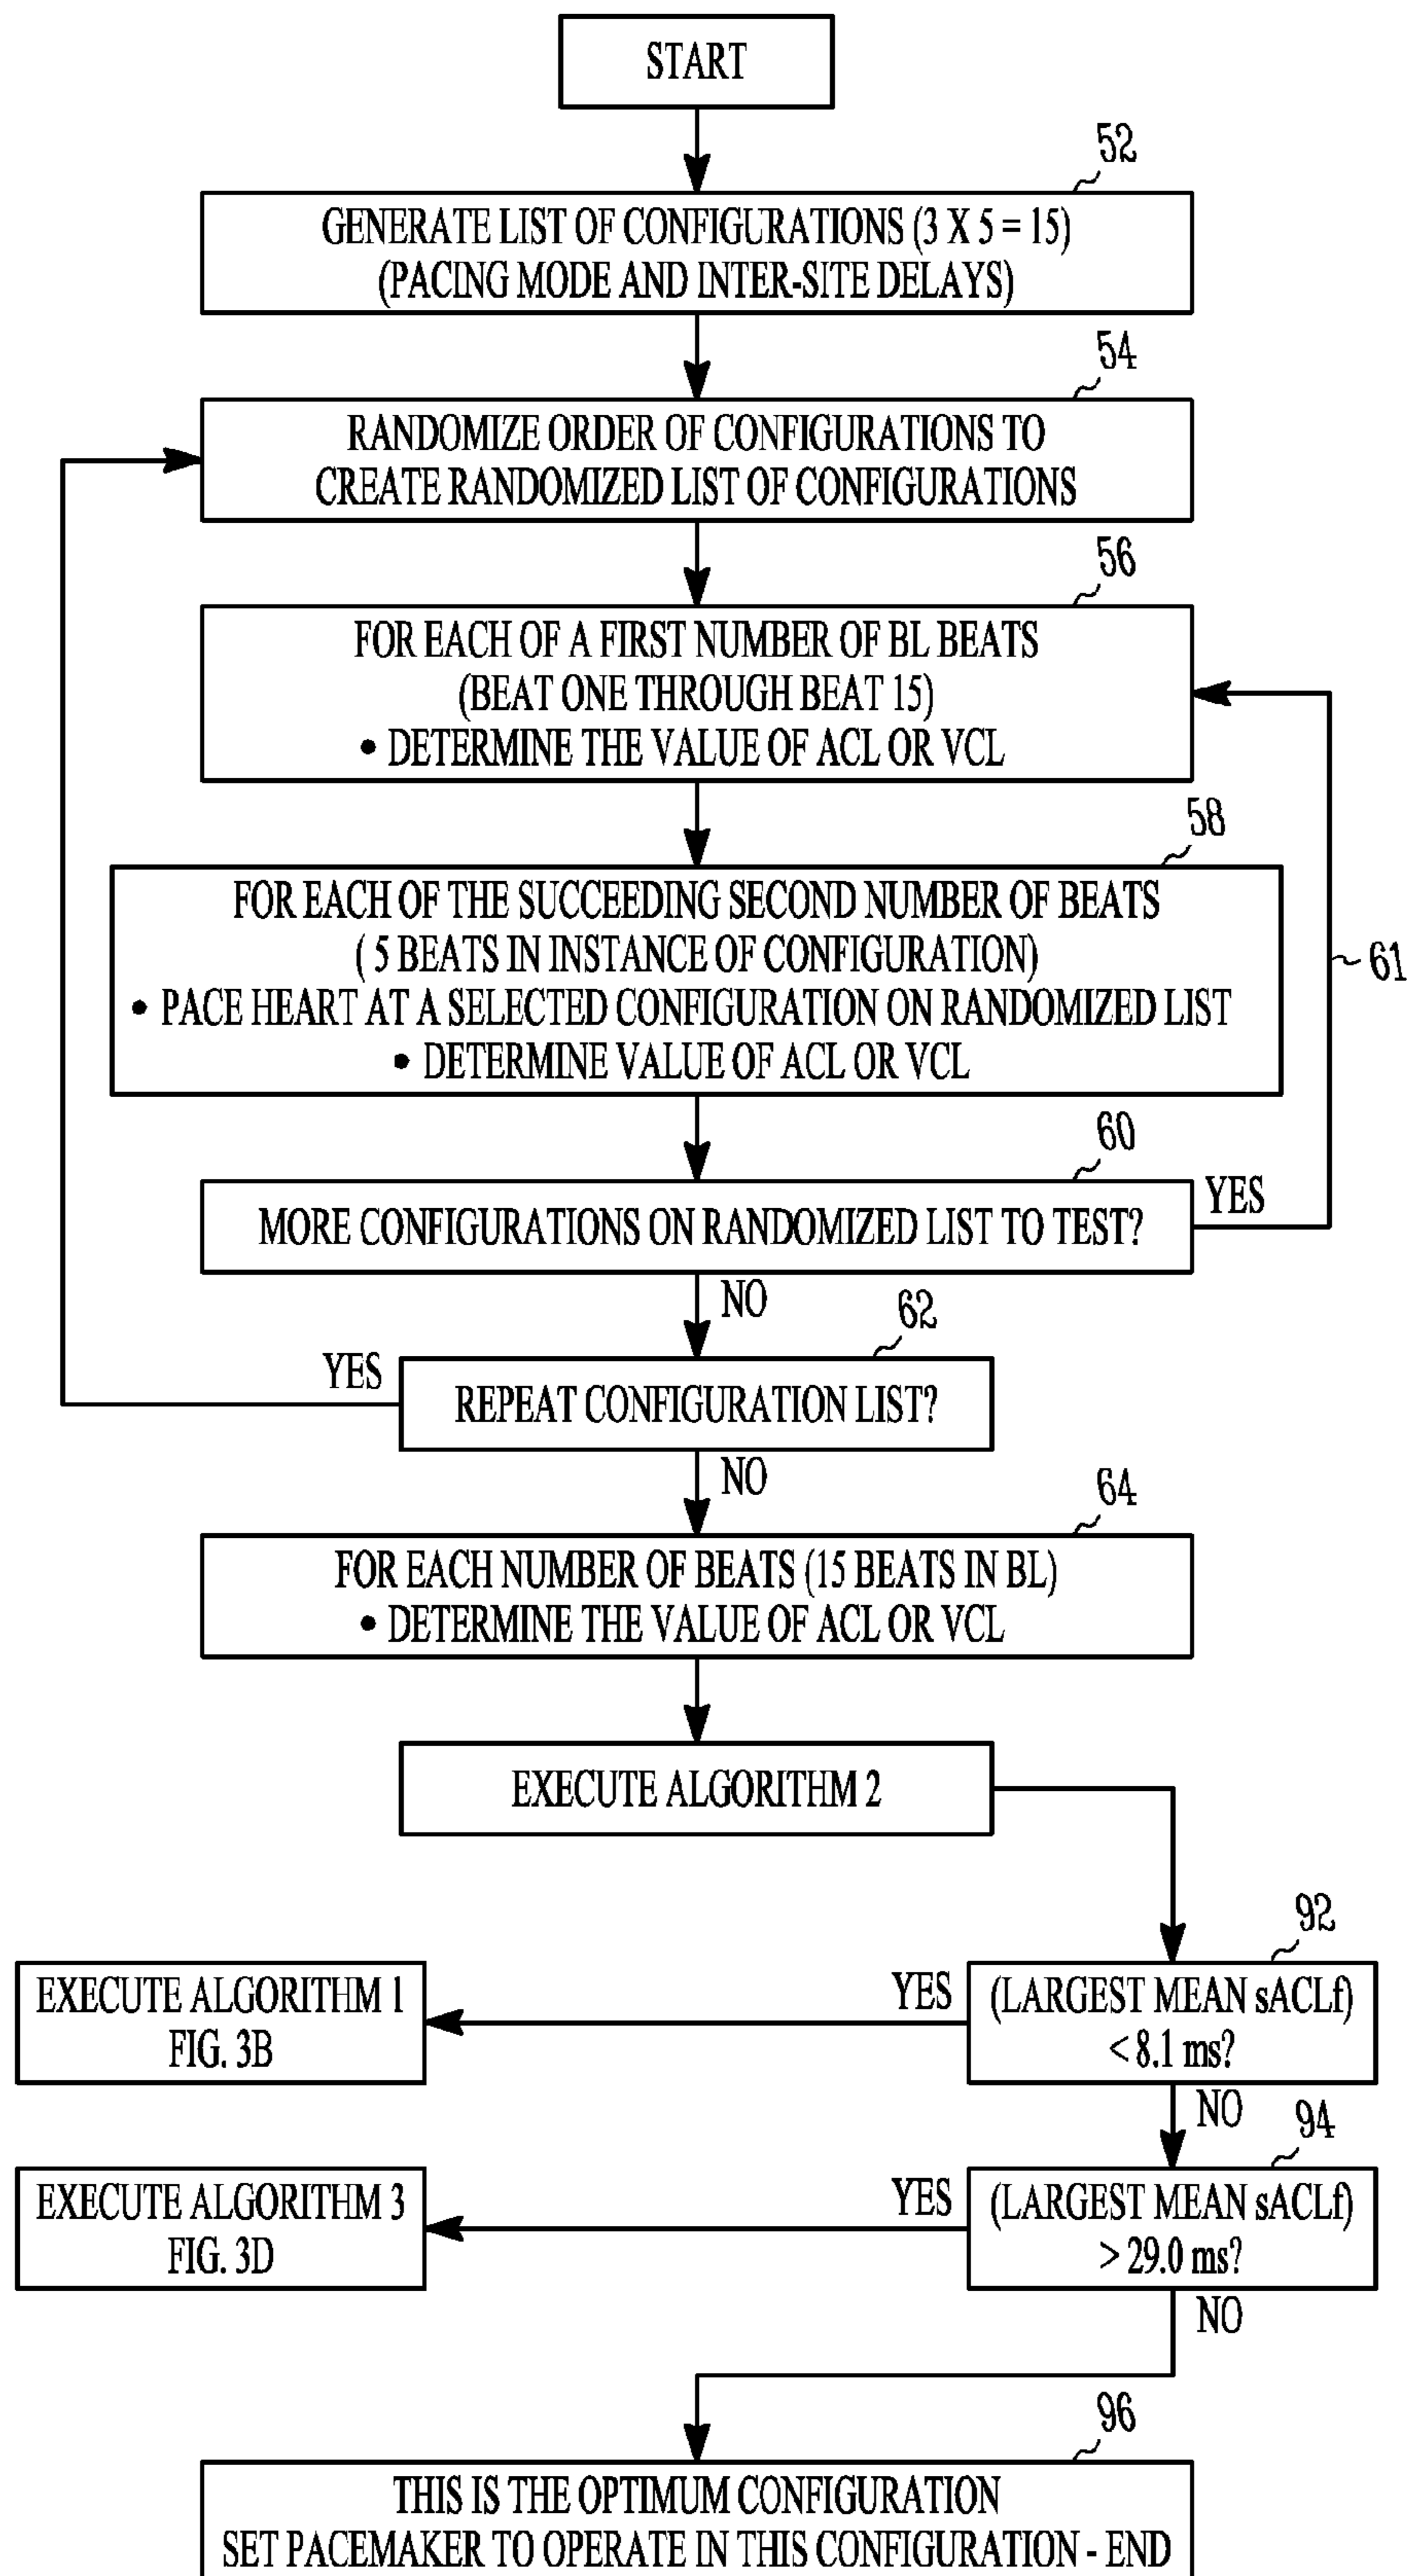 START
52
GENERATE LIST OF CONFIGURATIONS (3 X 5 = 15)
(PACING MODE AND INTER-SITE DELAYS)
54
RANDOMIZE ORDER OF CONFIGURATIONS TO
CREATE RANDOMIZED LIST OF CONFIGURATIONS
56
FOR EACH OF A FIRST NUMBER OF BL BEATS
(BEAT ONE THROUGH BEAT 15)
• DETERMINE THE VALUE OF ACL OR VCL
58
FOR EACH OF THE SUCCEEDING SECOND NUMBER OF BEATS
( 5 BEATS IN INSTANCE OF CONFIGURATION)
• PACE HEART AT A SELECTED CONFIGURATION ON RANDOMIZED LIST
• DETERMINE VALUE OF ACL OR VCL
61
60
MORE CONFIGURATIONS ON RANDOMIZED LIST TO TEST?
YES
NO
62
YES
REPEAT CONFIGURATION LIST?
NO
64
FOR EACH NUMBER OF BEATS (15 BEATS IN BL)
• DETERMINE THE VALUE OF ACL OR VCL
EXECUTE ALGORITHM 2
92
(LARGEST MEAN sACLf)
< 8.1 ms?
YES
EXECUTE ALGORITHM 1
FIG. 3B
NO
94
(LARGEST MEAN sACLf)
> 29.0 ms?
YES
EXECUTE ALGORITHM 3
FIG. 3D
NO
96
THIS IS THE OPTIMUM CONFIGURATION
SET PACEMAKER TO OPERATE IN THIS CONFIGURATION - END